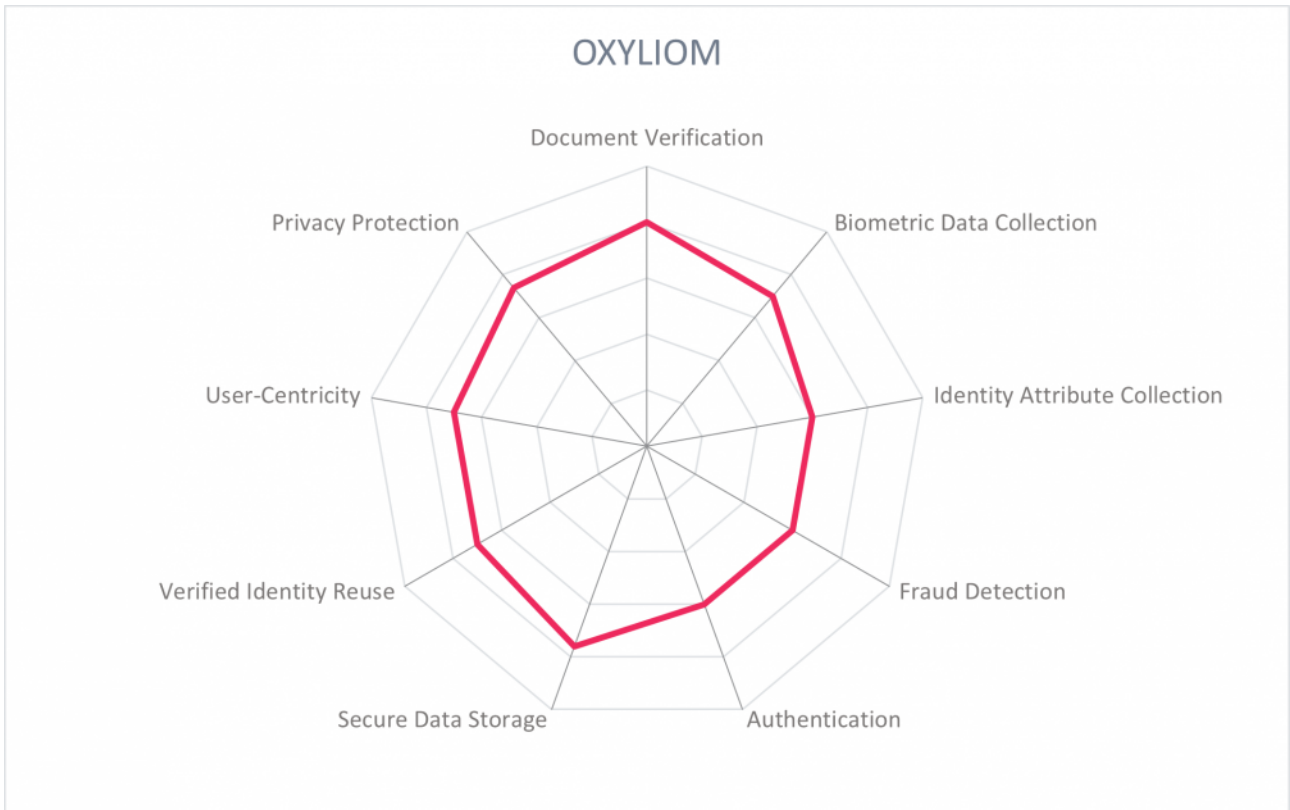 OXYLIOM
Document Verification
Privacy Protection
Biometric Data Collection
User-Centricity
Identity Attribute Collection
Verified Identity Reuse
Fraud Detection
Secure Data Storage
Authentication